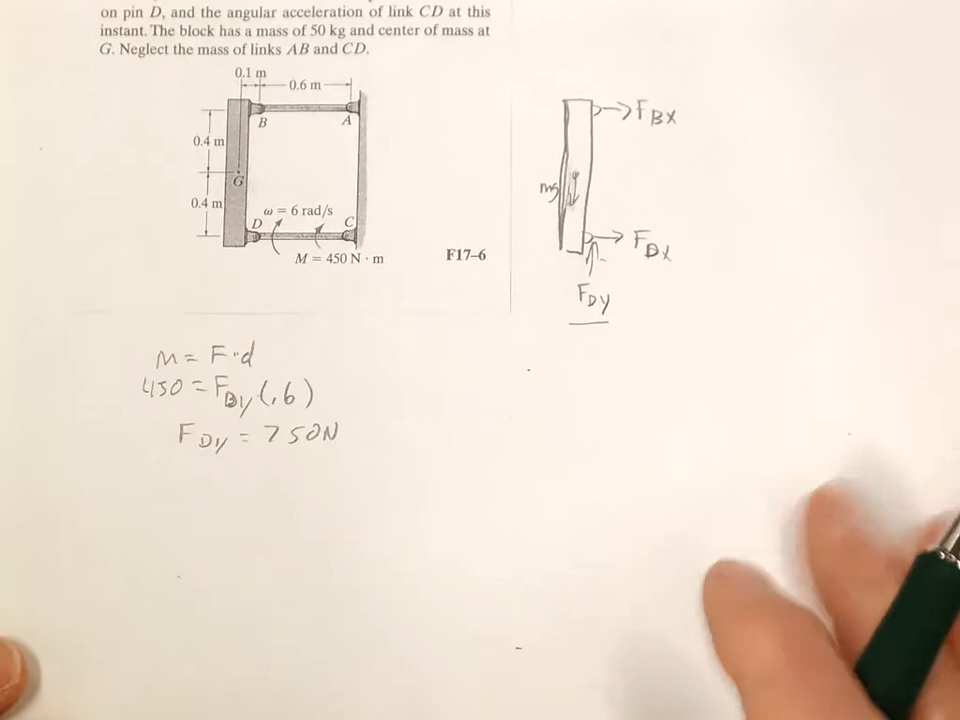 on pin D, and the angular acceleration of link CD at this
instant. The block has a mass of 50 kg and center of mass at
G. Neglect the mass of links AB and CD.
0.1 m
0.6 m
B
A
0.4 m
G
0.4 m
ω = 6 rad/s
D
C
M = 450 N · m
F17–6
FBX
mg
FDX
FDY
M = F·d
450 = FDY(.6)
FDY = 750N